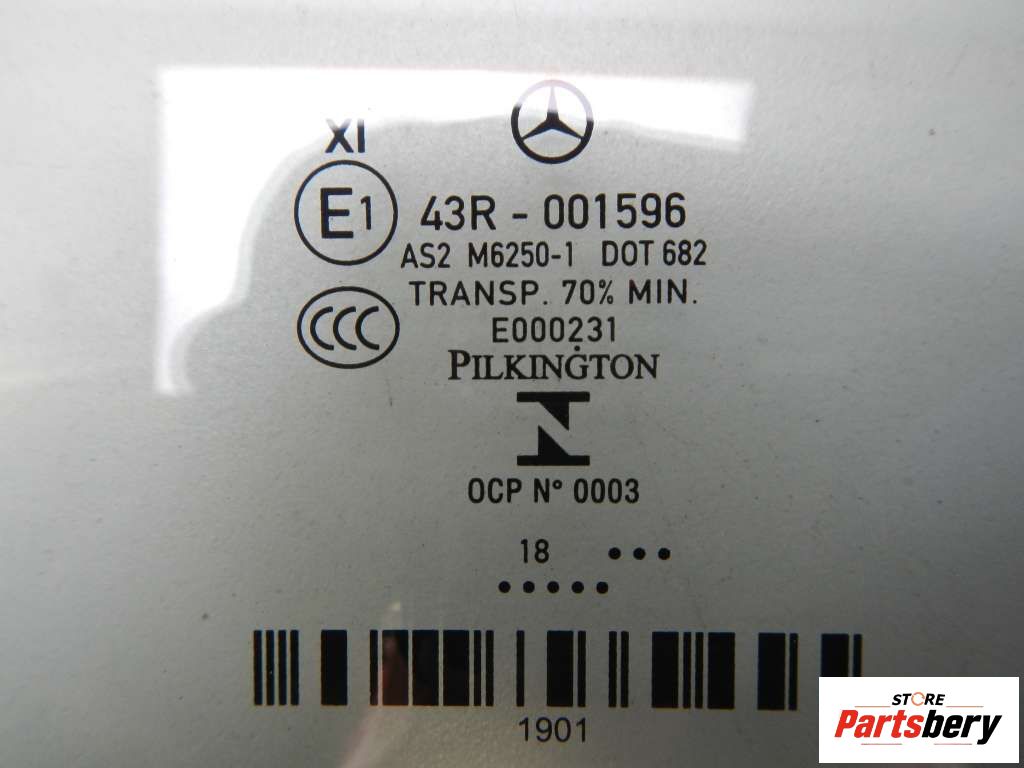 XI
E1 43R - 001596
AS2 M6250-1 DOT 682
TRANSP. 70% MIN.
CCC
E000231
PILKINGTON
N
OCP N° 0003
18 •••
•••••
1901
STORE
Partsbery